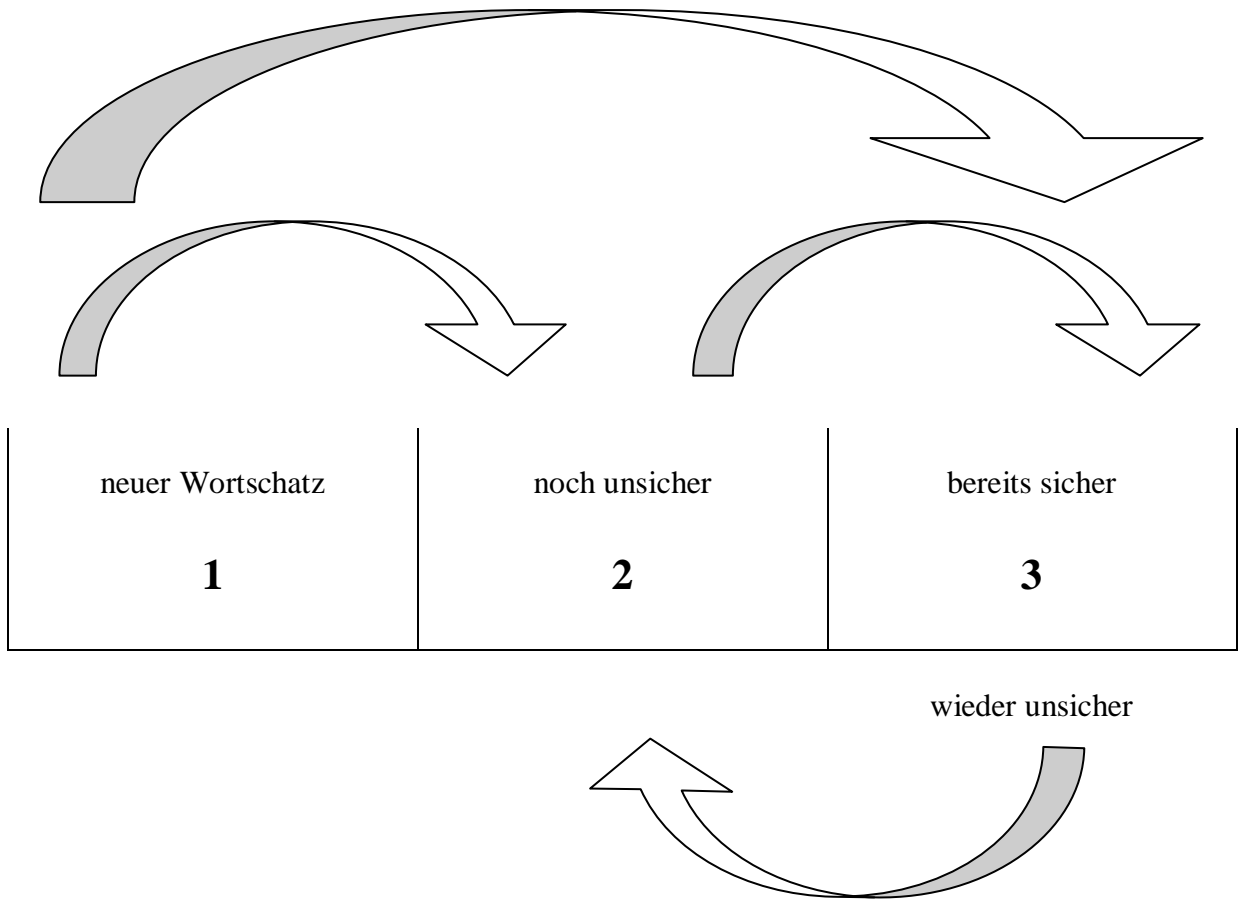 neuer Wortschatz
noch unsicher
bereits sicher
1
2
3
wieder unsicher